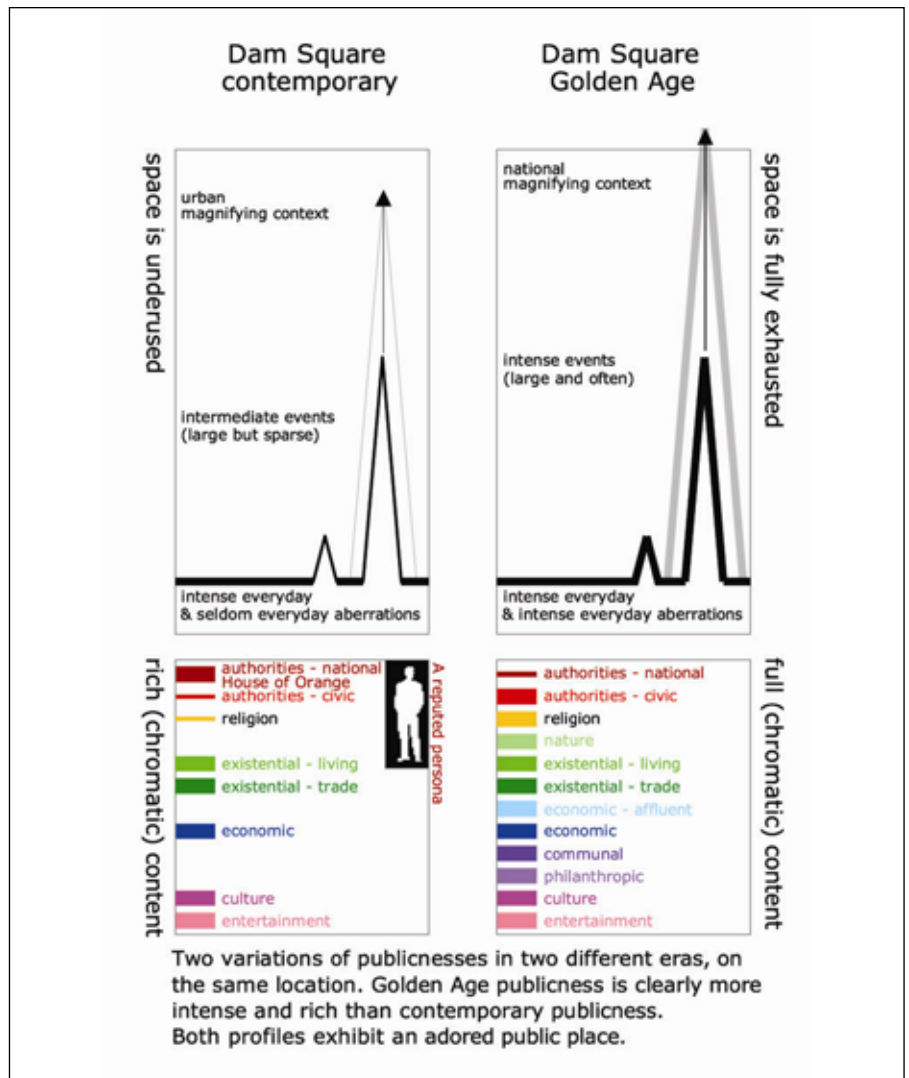 Dam Square
contemporary
space is underused
urban
magnifying context
intermediate events
(large but sparse)
intense everyday
& seldom everyday aberrations
rich (chromatic) content
authorities - national
House of Orange
authorities - civic
religion
existential - living
existential - trade
economic
culture
entertainment
A reputed persona
Dam Square
Golden Age
national
magnifying context
intense events
(large and often)
intense everyday
& intense everyday aberrations
space is fully exhausted
authorities - national
authorities - civic
religion
nature
existential - living
existential - trade
economic - affluent
economic
communal
philanthropic
culture
entertainment
full (chromatic) content
Two variations of publicnesses in two different eras, on
the same location. Golden Age publicness is clearly more
intense and rich than contemporary publicness.
Both profiles exhibit an adored public place.